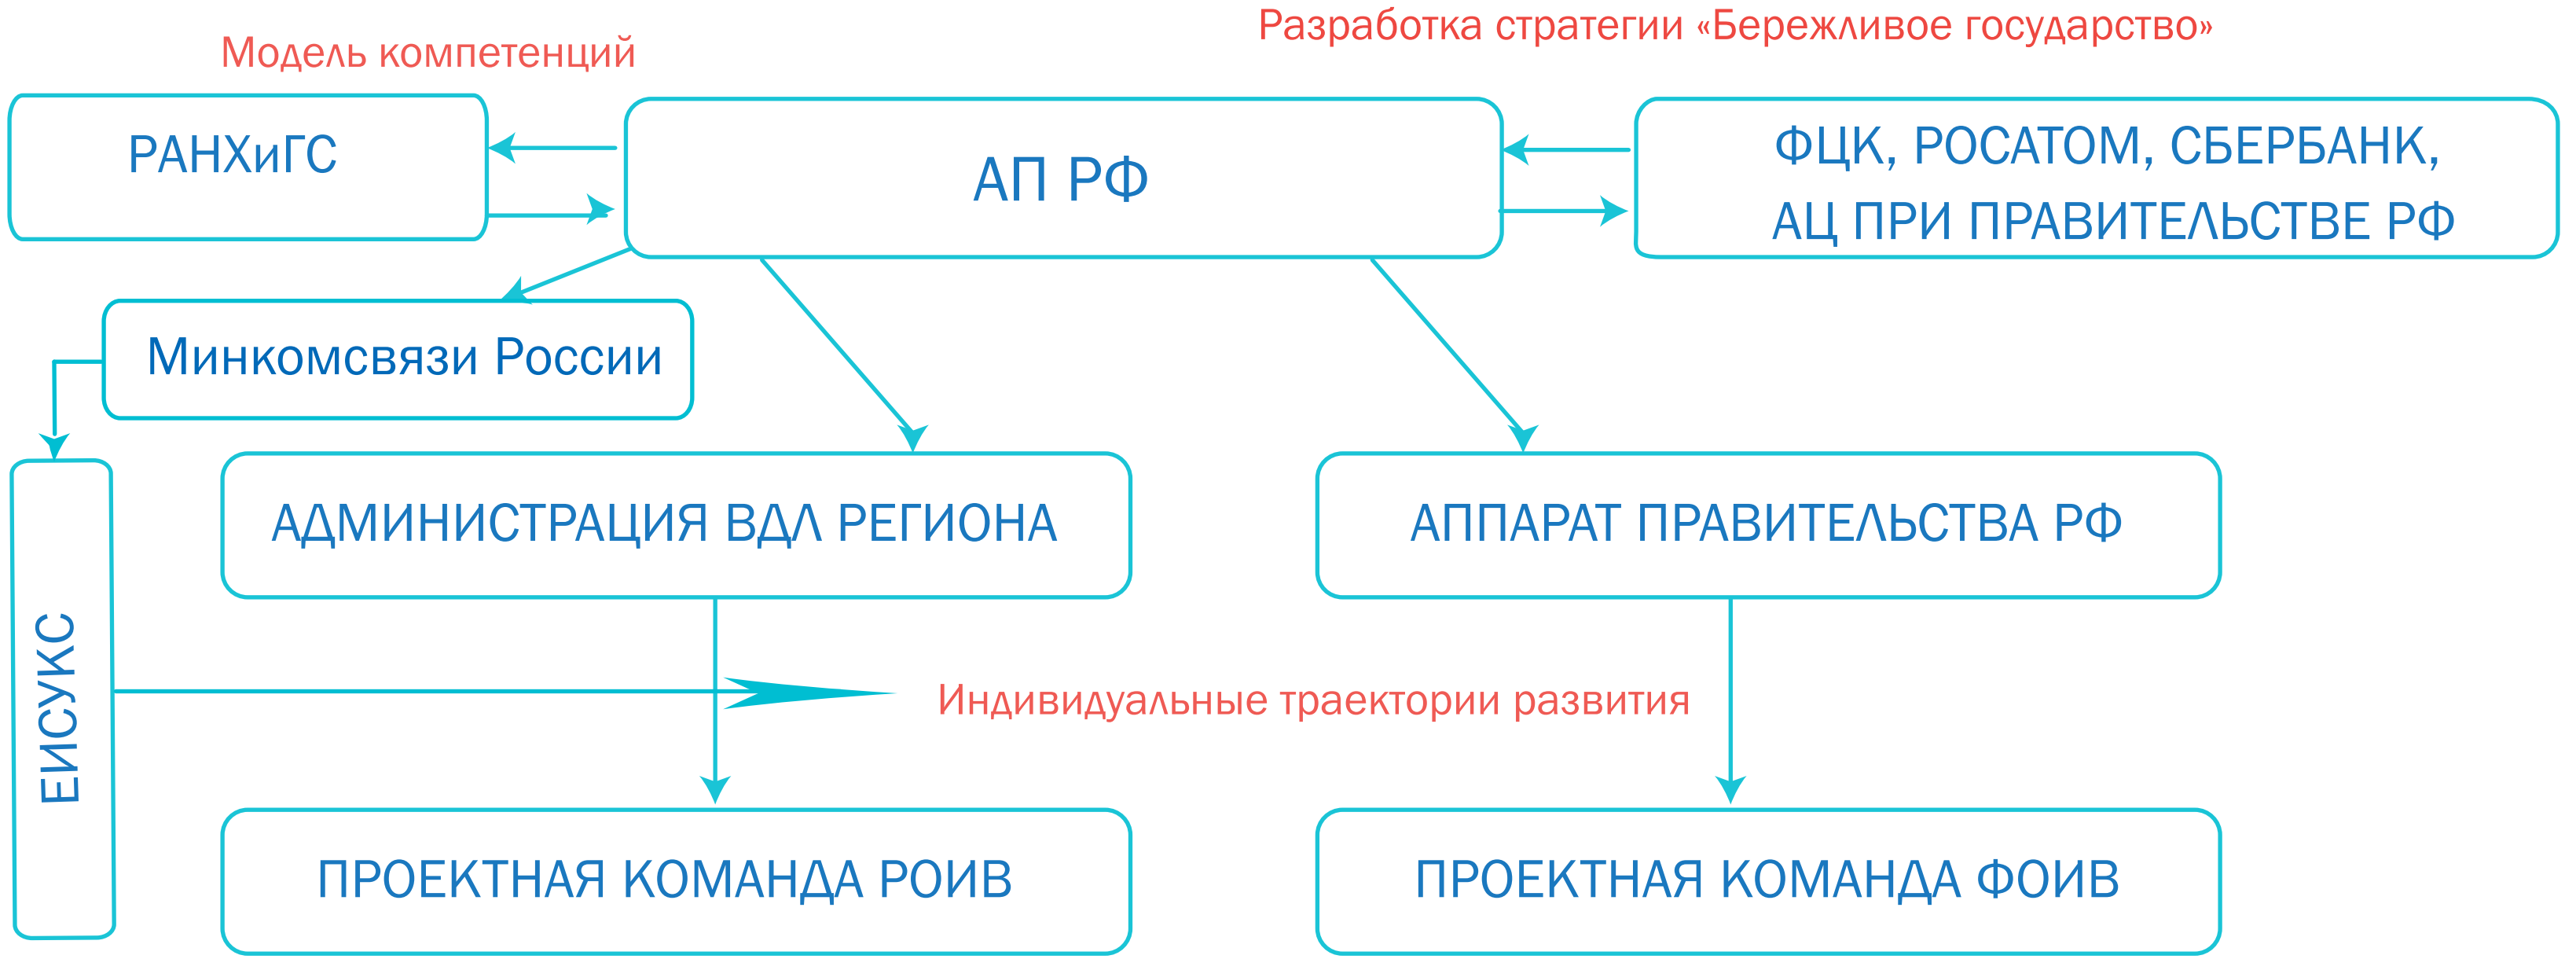 Разработка стратегии «Бережливое государство»
Модель компетенций
РАНХиГС
АП РФ
ФЦК, РОСАТОМ, СБЕРБАНК,
АЦ ПРИ ПРАВИТЕЛЬСТВЕ РФ
Минкомсвязи России
АДМИНИСТРАЦИЯ ВДЛ РЕГИОНА
АППАРАТ ПРАВИТЕЛЬСТВА РФ
ЕИСУКС
Индивидуальные траектории развития
ПРОЕКТНАЯ КОМАНДА РОИВ
ПРОЕКТНАЯ КОМАНДА ФОИВ